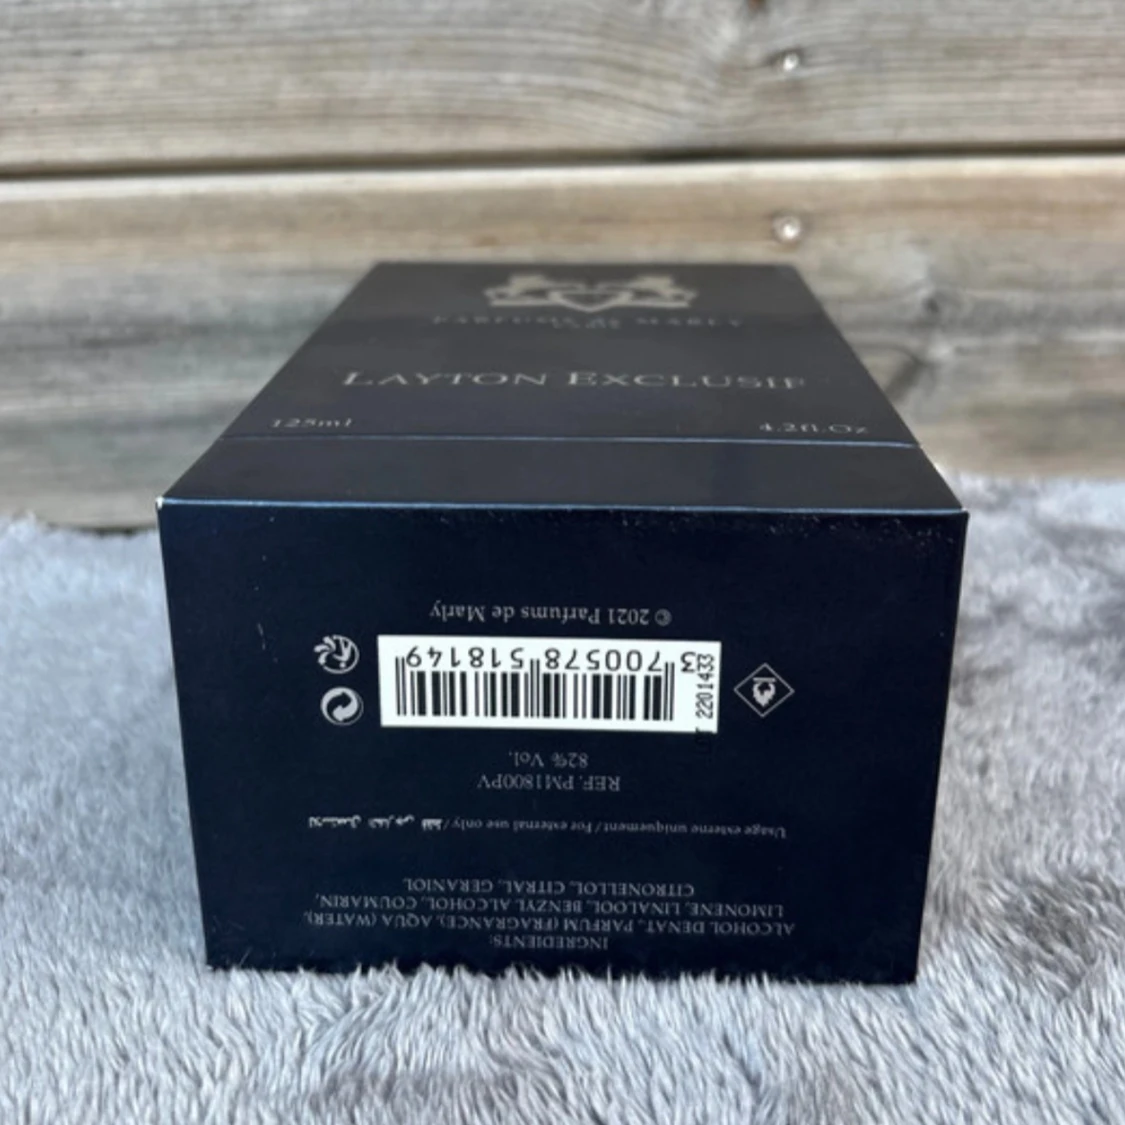 PARFUMS de MARLY
LAYTON EXCLUSIF
125ml
4.2fl.Oz
INGREDIENTS:
ALCOHOL DENAT., PARFUM (FRAGRANCE), AQUA (WATER),
LIMONENE, LINALOOL, BENZYL ALCOHOL, COUMARIN,
CITRONELLOL, CITRAL, GERANIOL
Usage externe uniquement / For external use only /
REF. PM1800PV
82% Vol.
3 700578 518149
2201433
© 2021 Parfums de Marly